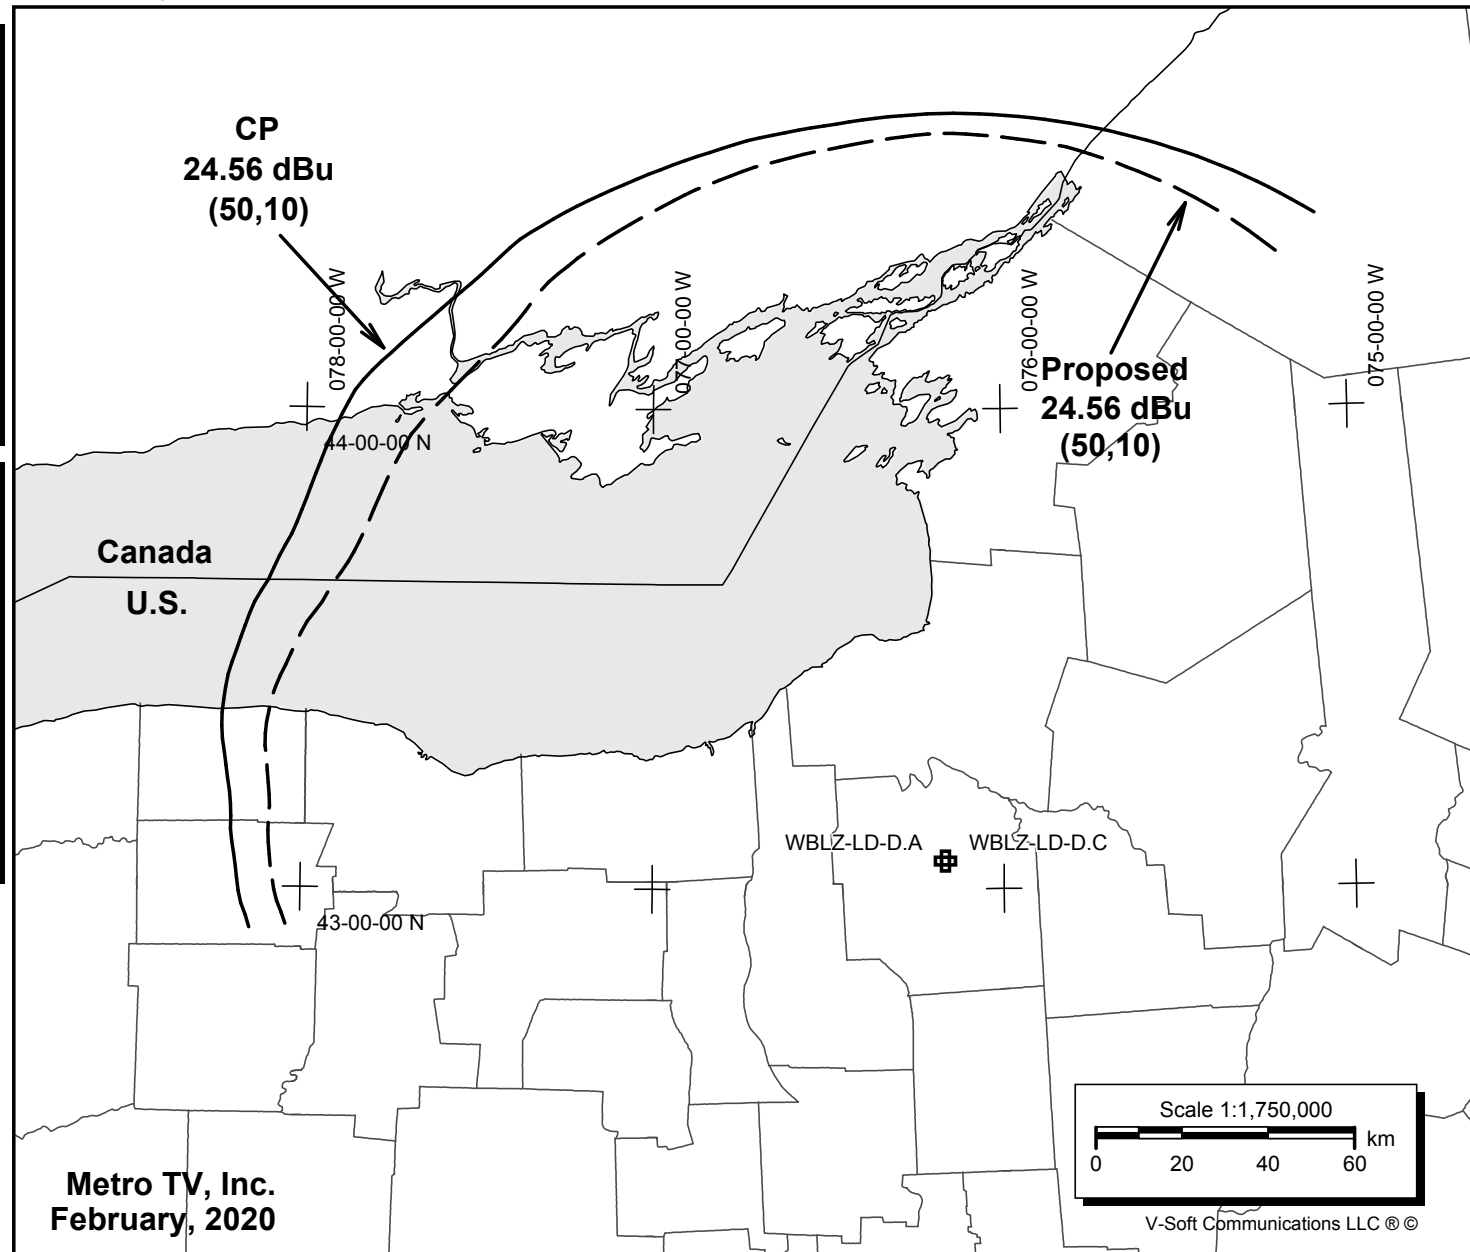 CP
24.56 dBu
(50,10)
078-00-00 W
077-00-00 W
076-00-00 W
075-00-00 W
Proposed
24.56 dBu
(50,10)
44-00-00 N
Canada
U.S.
WBLZ-LD-D.A
WBLZ-LD-D.C
43-00-00 N
Scale 1:1,750,000
km
0 20 40 60
Metro TV, Inc.
February, 2020
V-Soft Communications LLC ® ©